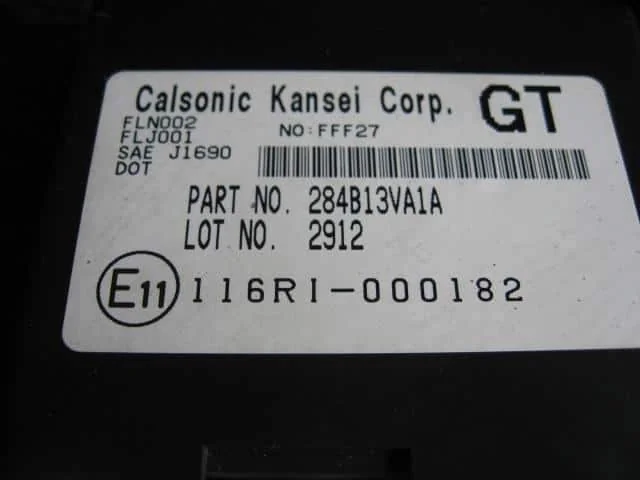 Calsonic Kansei Corp. GT
FLN002
FLJ001
NO:FFF27
SAE J1690
DOT
PART NO. 284B13VA1A
LOT NO. 2912
E11 116RI-000182